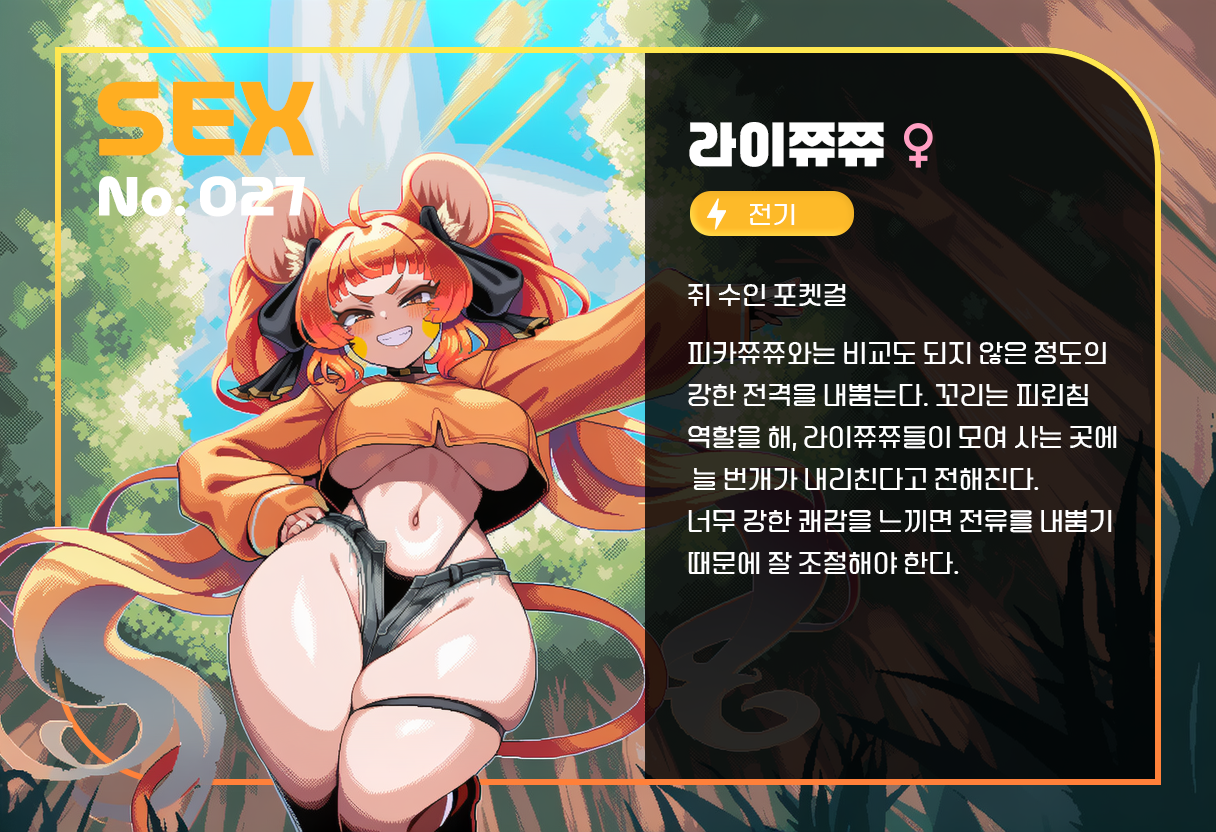 SEX
No. 027
라이쮸쮸 ♀
전기
쥐 수인 포켓걸
피카쮸쮸와는 비교도 되지 않은 정도의
강한 전격을 내뿜는다. 꼬리는 피뢰침
역할을 해, 라이쮸쮸들이 모여 사는 곳에
늘 번개가 내리친다고 전해진다.
너무 강한 쾌감을 느끼면 전류를 내뿜기
때문에 잘 조절해야 한다.